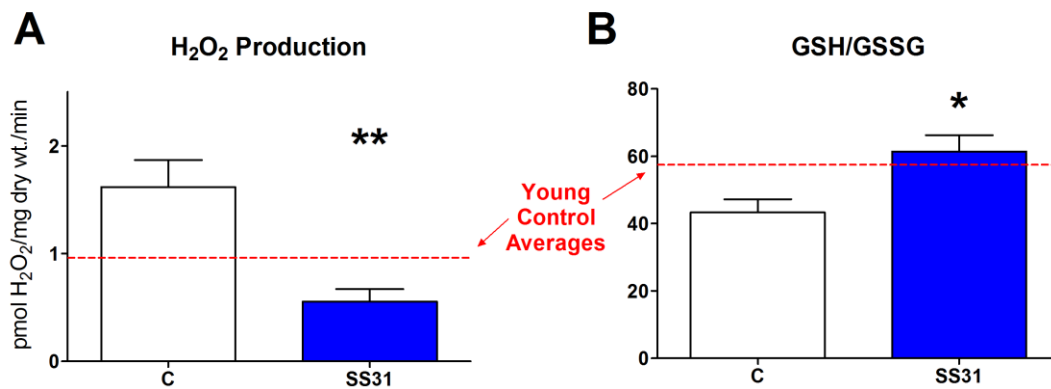 A
H₂O₂ Production
pmol H₂O₂/mg dry wt./min
2
1
0
**
C
SS31
Young
Control
Averages
B
GSH/GSSG
80
60
40
20
0
*
C
SS31